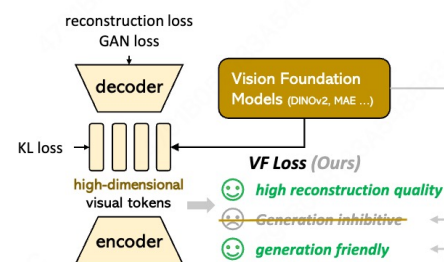 reconstruction loss
GAN loss
decoder
Vision Foundation
Models (DINOv2, MAE ...)
KL loss
VF Loss (Ours)
high-dimensional
visual tokens
high reconstruction quality
Generation inhibitive
generation friendly
encoder